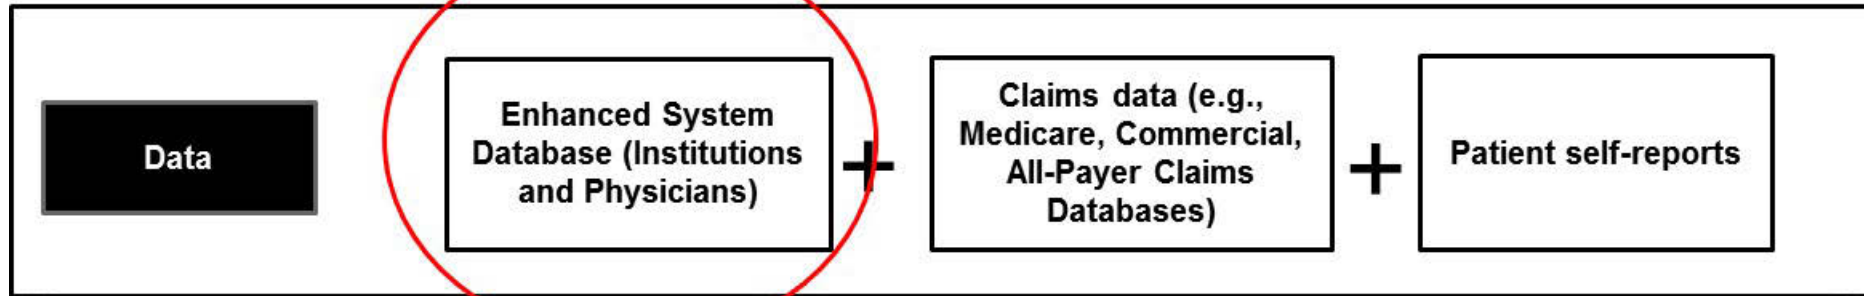 Data
Enhanced System
Database (Institutions
and Physicians)
+
Claims data (e.g.,
Medicare, Commercial,
All-Payer Claims
Databases)
+
Patient self-reports